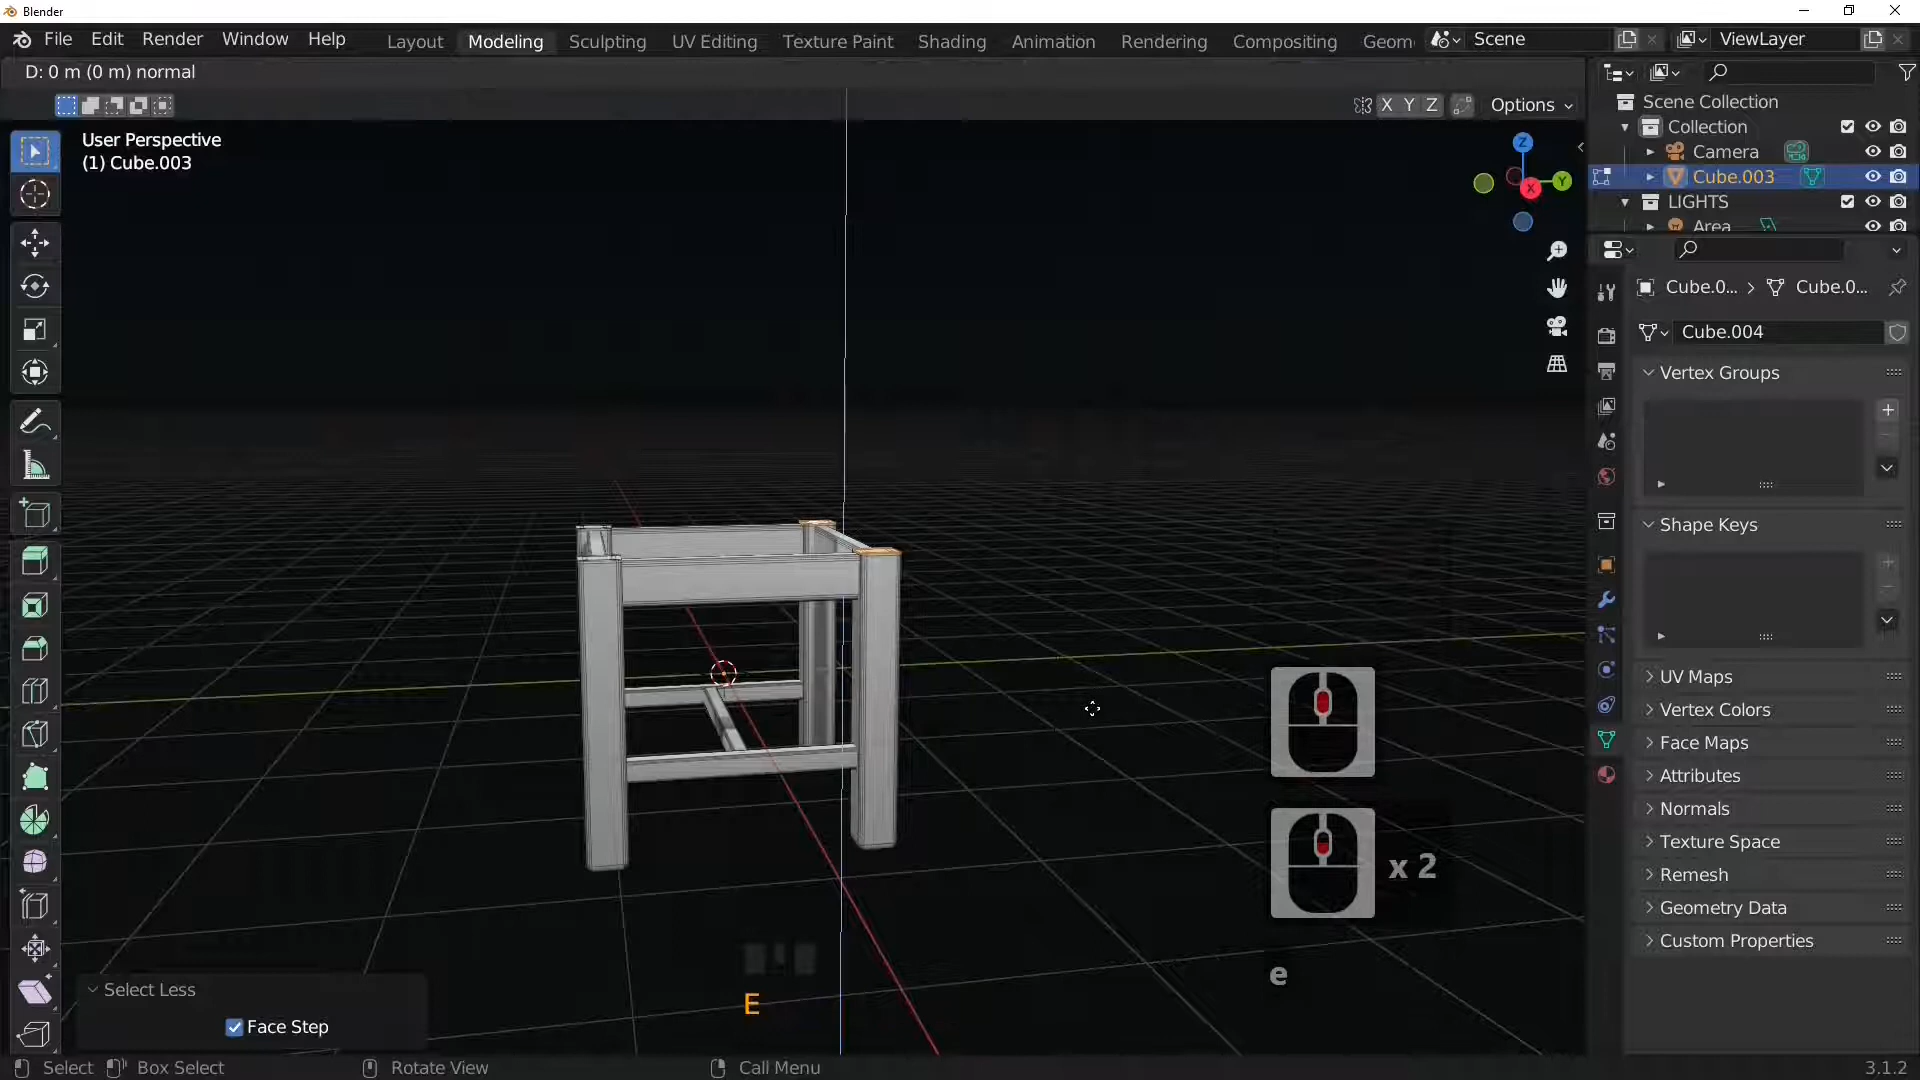 Blender
File Edit Render Window Help
Layout Modeling Sculpting UV Editing Texture Paint Shading Animation Rendering Compositing Geom
Scene
ViewLayer
D: 0 m (0 m) normal
X Y Z
Options
User Perspective
(1) Cube.003
Z
Y
X
Scene Collection
Collection
Camera
Cube.003
LIGHTS
Area
Cube.0... > Cube.0...
Cube.004
Vertex Groups
Shape Keys
UV Maps
Vertex Colors
Face Maps
Attributes
Normals
Texture Space
Remesh
Geometry Data
Custom Properties
x 2
e
E
Select Less
Face Step
Select
Box Select
Rotate View
Call Menu
3.1.2